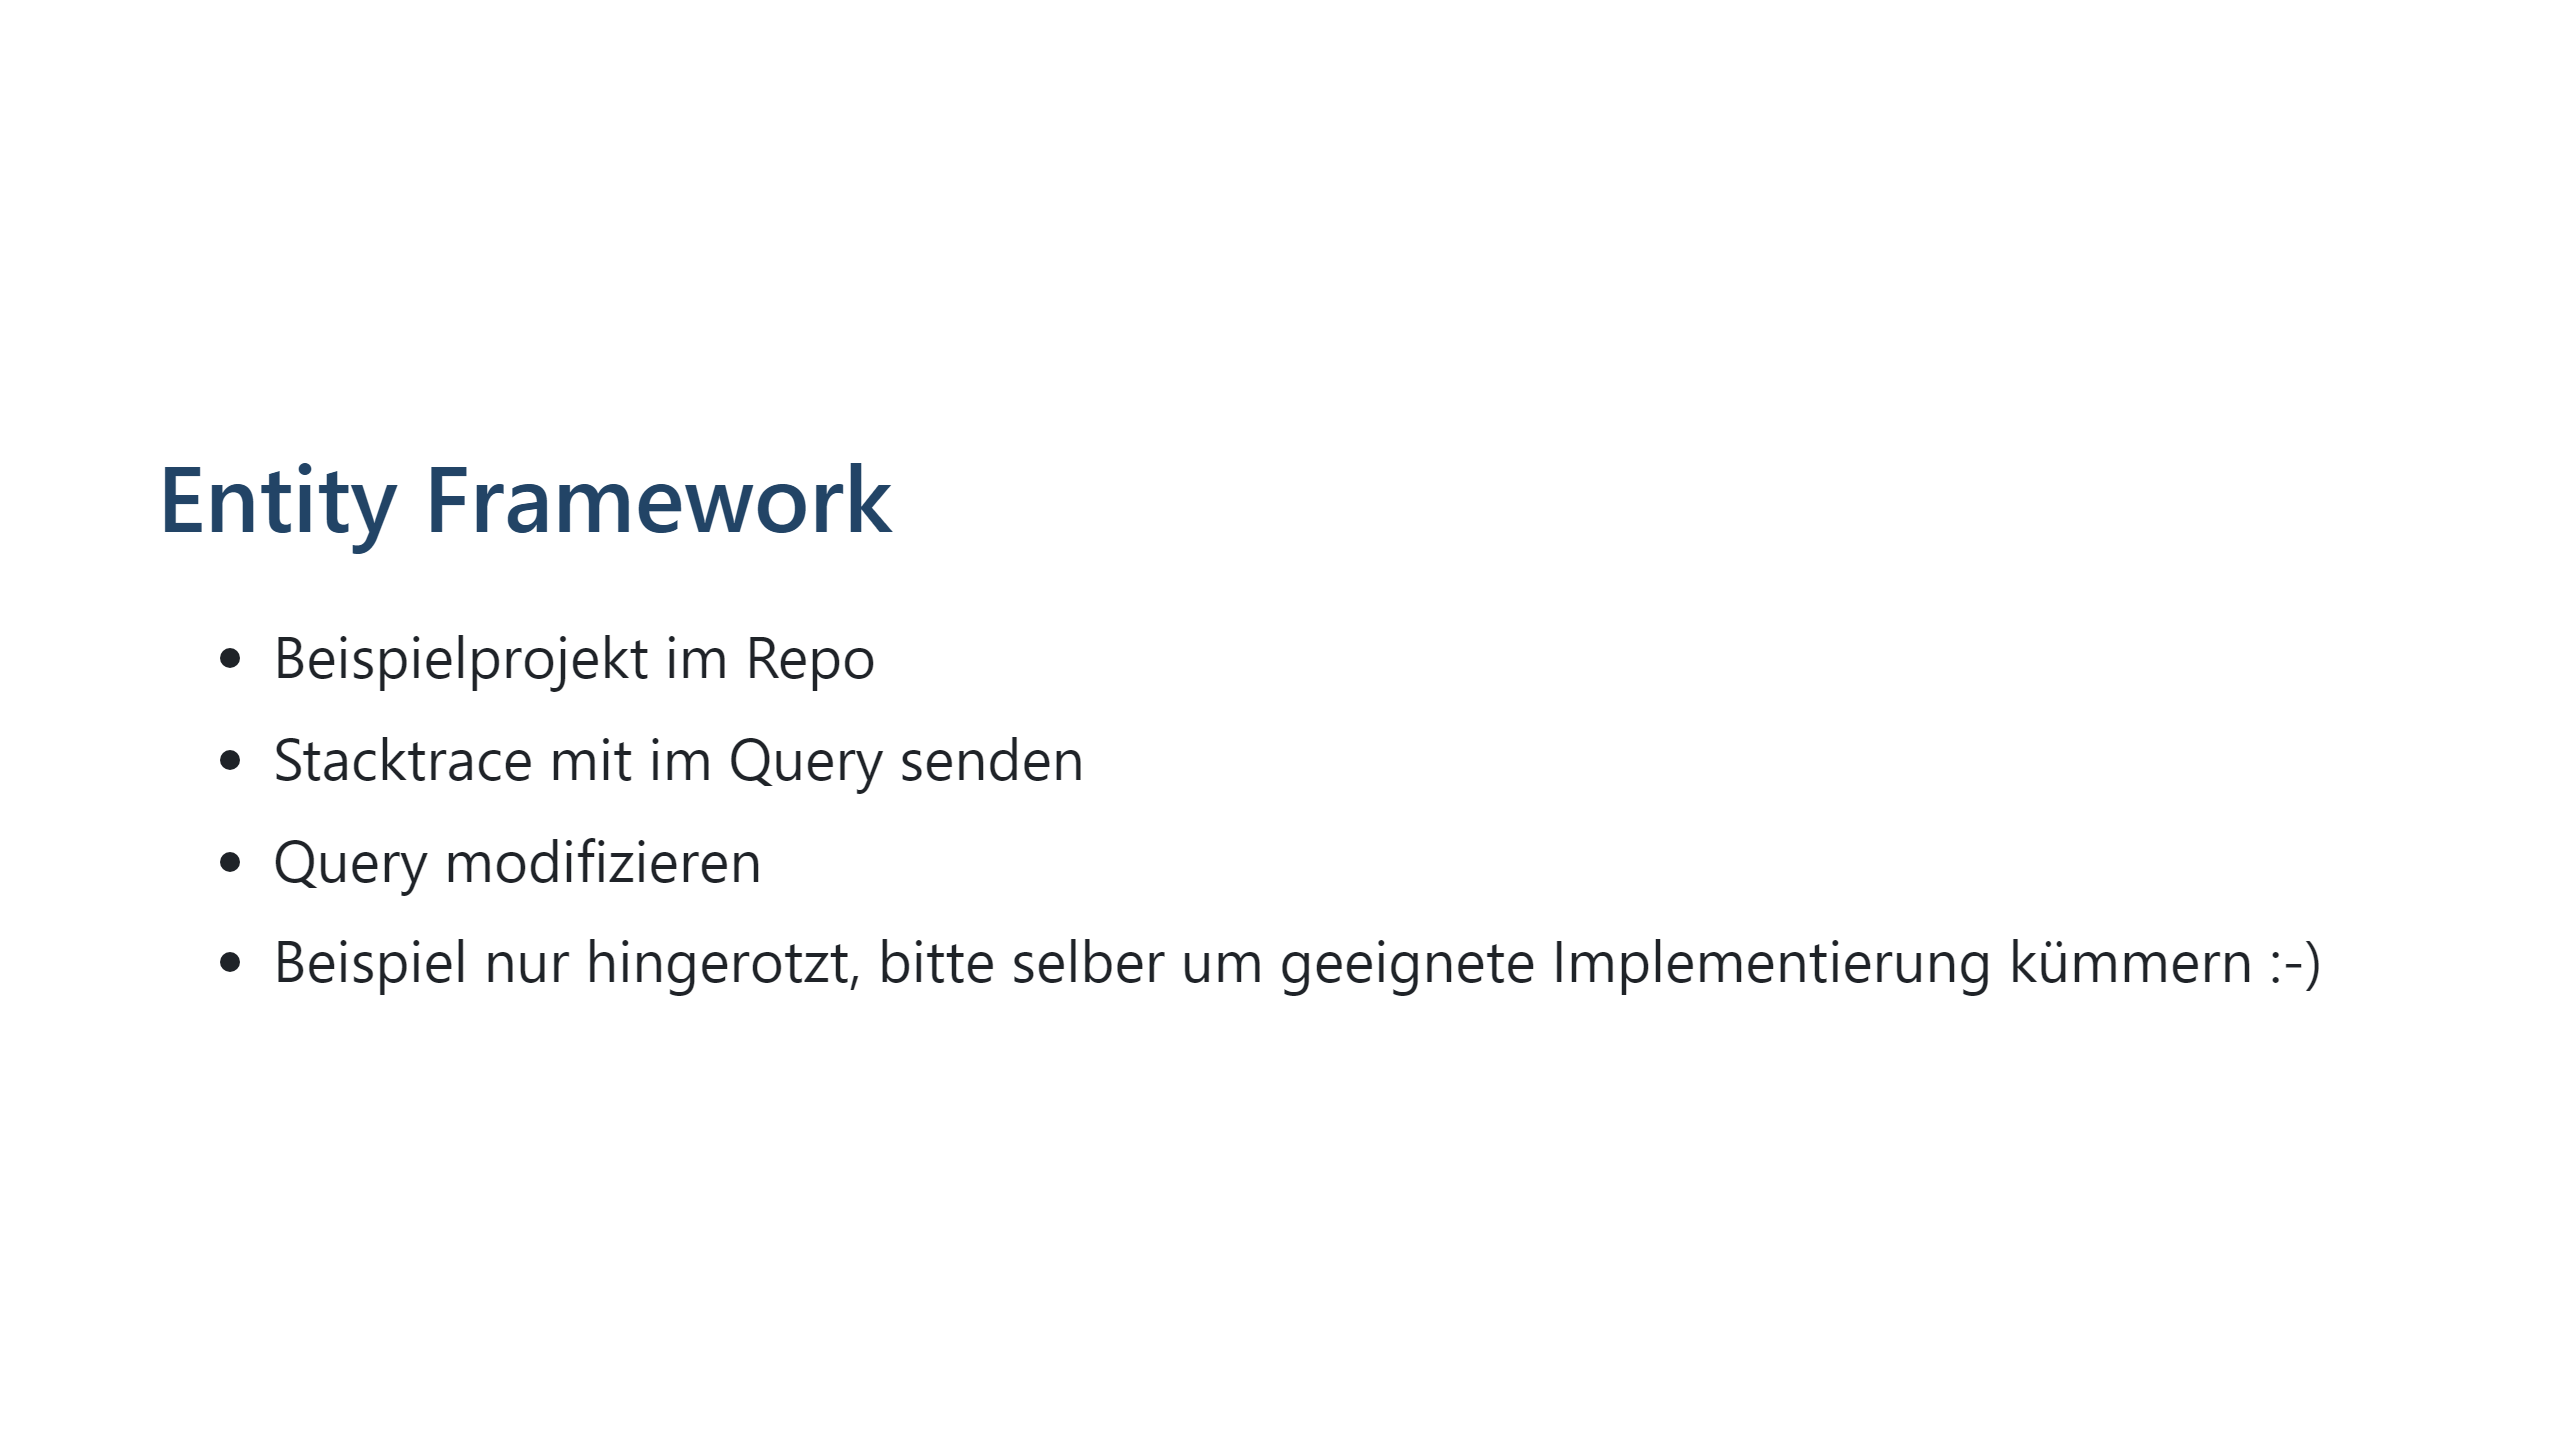 Entity Framework
Beispielprojekt im Repo
Stacktrace mit im Query senden
Query modifizieren
Beispiel nur hingerotzt, bitte selber um geeignete Implementierung kümmern :-)